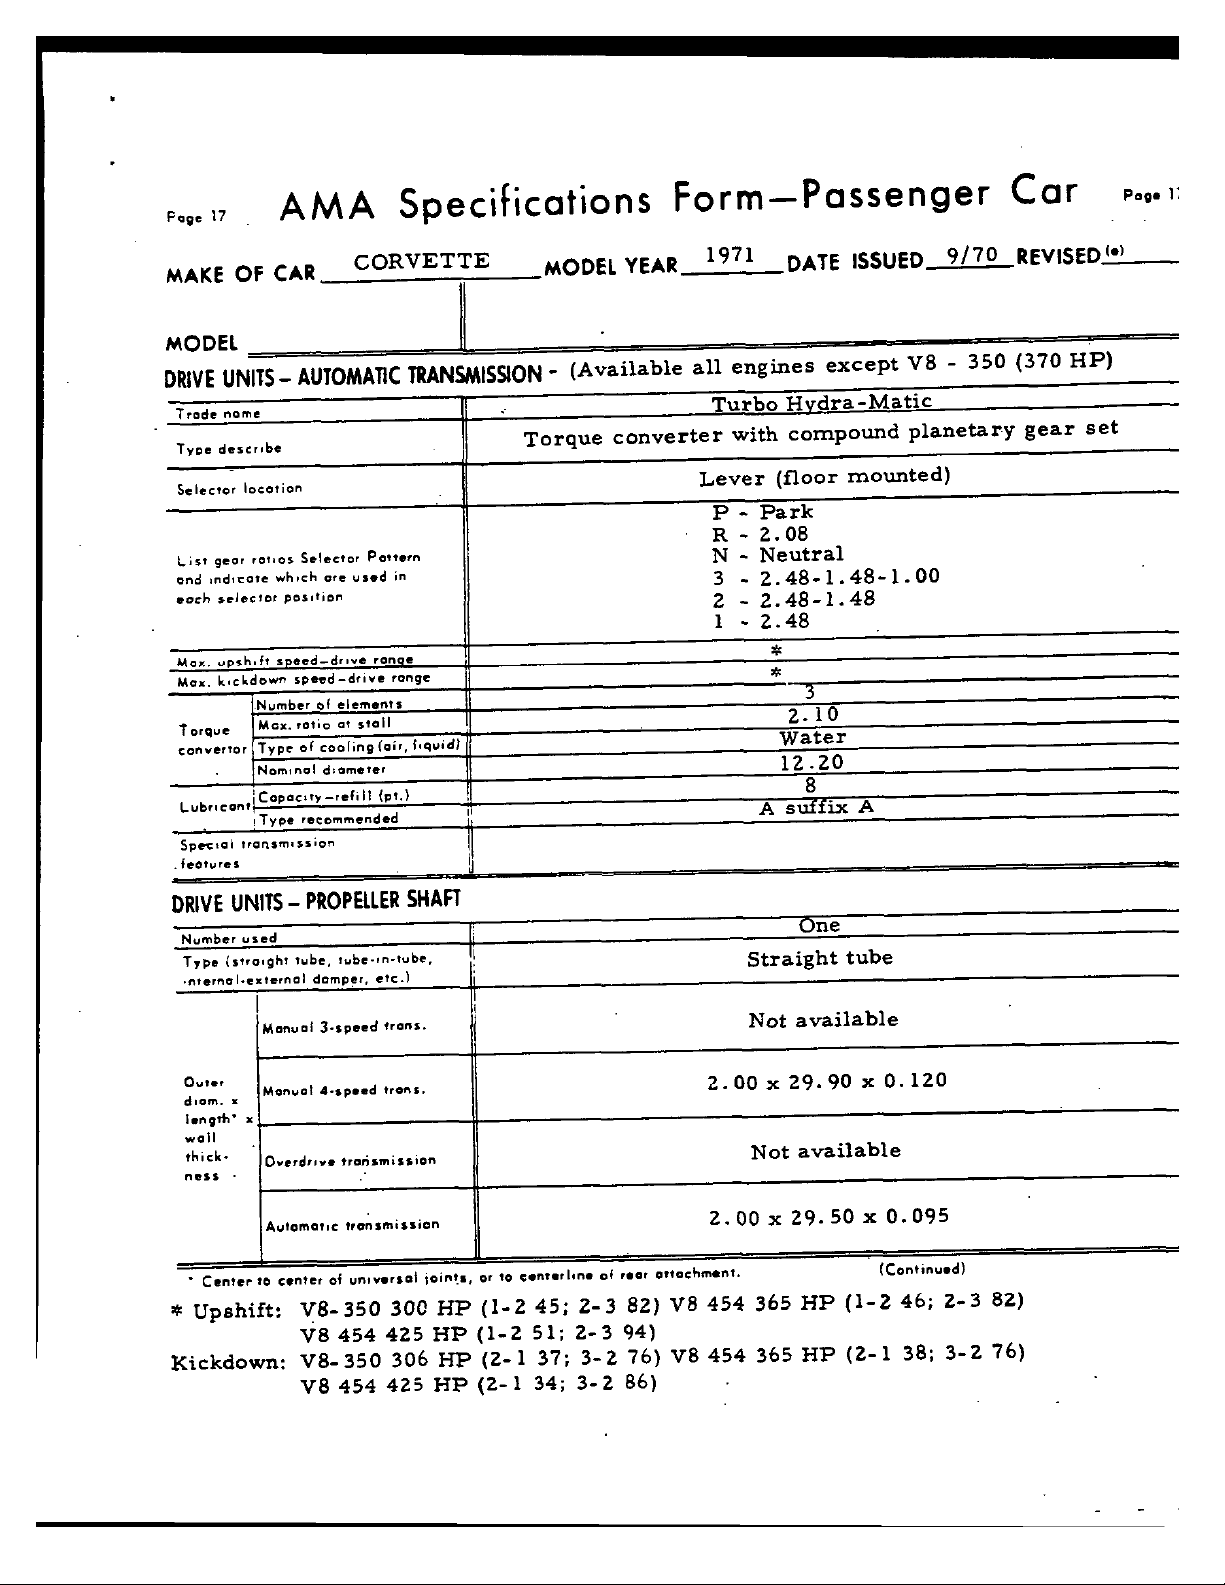 Page 17 AMA Specifications Form—Passenger Car Page 1
MAKE OF CAR CORVETTE MODEL YEAR 1971 DATE ISSUED 9/70 REVISED (•)
MODEL
DRIVE UNITS – AUTOMATIC TRANSMISSION - (Available all engines except V8 - 350 (370 HP)
Trade name Turbo Hydra-Matic
Type describe Torque converter with compound planetary gear set
Selector location Lever (floor mounted)
List gear ratios Selector Pattern and indicate which are used in each selector position
P - Park
R - 2.08
N - Neutral
3 - 2.48-1.48-1.00
2 - 2.48-1.48
1 - 2.48
Max. upshift speed–drive range *
Max. kickdown speed–drive range *
Torque convertor
Number of elements 3
Max. ratio at stall 2.10
Type of cooling (air, liquid) Water
Nominal diameter 12.20
Lubricant
Capacity–refill (pt.) 8
Type recommended A suffix A
Special transmission
features
DRIVE UNITS – PROPELLER SHAFT
Number used One
Type (straight tube, tube-in-tube, Straight tube
internal-external damper, etc.)
Outer
diam. x
length* x
wall
thick-
ness
Manual 3-speed trans. Not available
Manual 4-speed trans. 2.00 x 29.90 x 0.120
Overdrive transmission Not available
Automatic transmission 2.00 x 29.50 x 0.095
* Center to center of universal joints, or to centerline of rear attachment. (Continued)
* Upshift: V8-350 300 HP (1-2 45; 2-3 82) V8 454 365 HP (1-2 46; 2-3 82)
V8 454 425 HP (1-2 51; 2-3 94)
Kickdown: V8-350 306 HP (2-1 37; 3-2 76) V8 454 365 HP (2-1 38; 3-2 76)
V8 454 425 HP (2-1 34; 3-2 86)